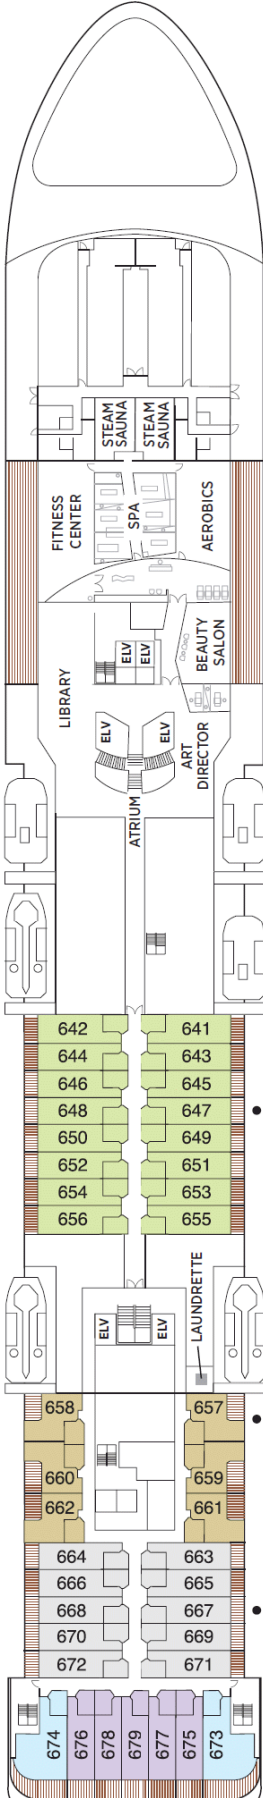 STEAM
SAUNA
STEAM
SAUNA
FITNESS
CENTER
SPA
AEROBICS
ELV
ELV
BEAUTY
SALON
LIBRARY
ELV
ELV
ART
DIRECTOR
ATRIUM
642 641
644 643
646 645
648 647
650 649
652 651
654 653
656 655
ELV
ELV
LAUNDRETTE
658 657
660 659
662 661
664 663
666 665
668 667
670 669
672 671
674 676 678 679 677 675 673